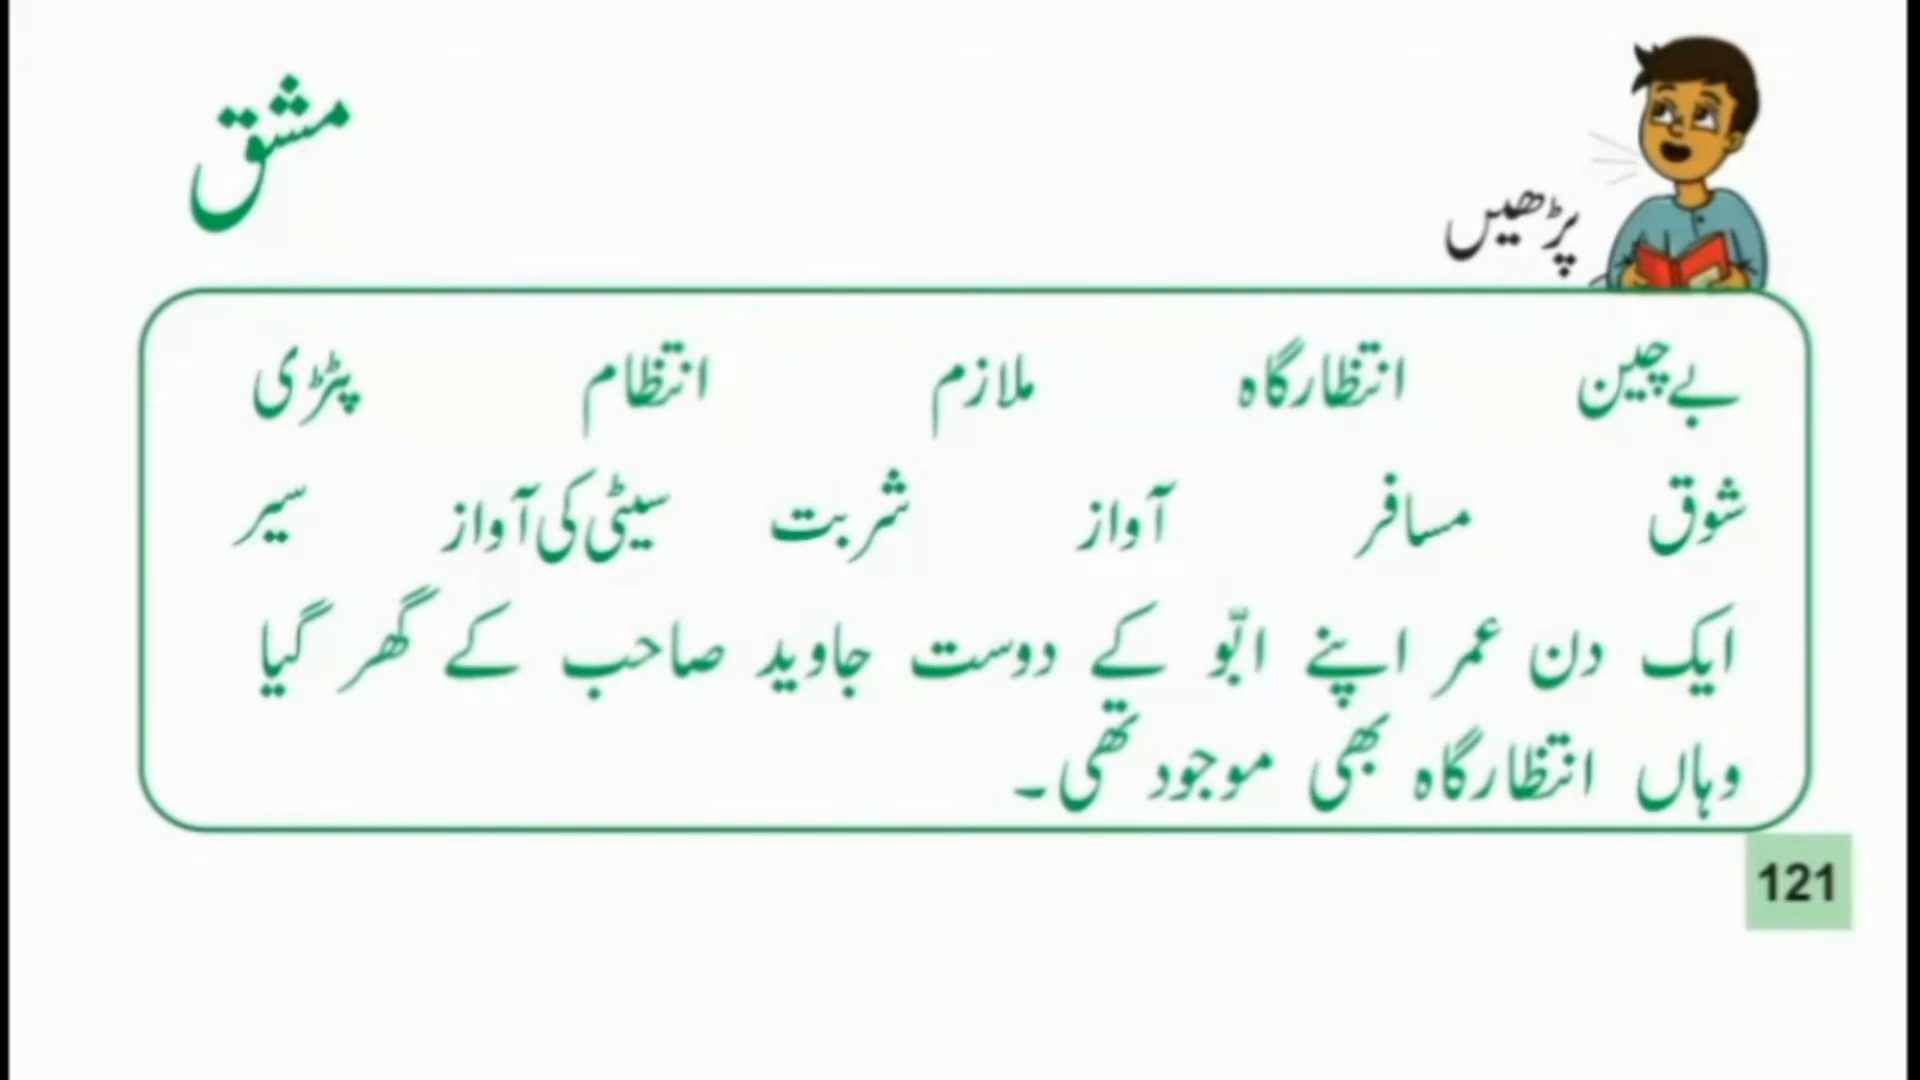 مشق
پڑھیں
بےچین انتظارگاہ ملازم انتظام پٹڑی
شوق مسافر آواز شربت سیٹی کی آواز سیر
ایک دن عمر اپنے ابّو کے دوست جاوید صاحب کے گھر گیا
وہاں انتظارگاہ بھی موجود تھی۔
121